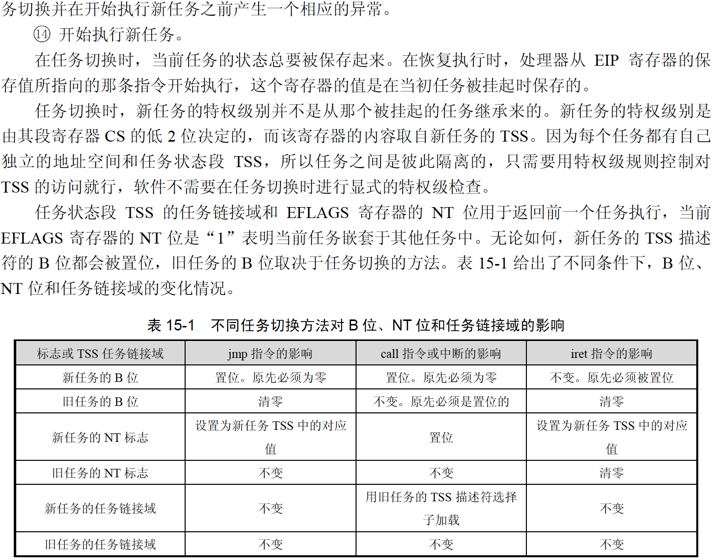 务切换并在开始执行新任务之前产生一个相应的异常。
⑭ 开始执行新任务。
在任务切换时，当前任务的状态总要被保存起来。在恢复执行时，处理器从 EIP 寄存器的保
存值所指向的那条指令开始执行，这个寄存器的值是在当初任务被挂起时保存的。
任务切换时，新任务的特权级别并不是从那个被挂起的任务继承来的。新任务的特权级别是
由其段寄存器 CS 的低 2 位决定的，而该寄存器的内容取自新任务的 TSS。因为每个任务都有自己
独立的地址空间和任务状态段 TSS，所以任务之间是彼此隔离的，只需要用特权级规则控制对
TSS 的访问就行，软件不需要在任务切换时进行显式的特权级检查。
任务状态段 TSS 的任务链接域和 EFLAGS 寄存器的 NT 位用于返回前一个任务执行，当前
EFLAGS 寄存器的 NT 位是“1”表明当前任务嵌套于其他任务中。无论如何，新任务的 TSS 描述
符的 B 位都会被置位，旧任务的 B 位取决于任务切换的方法。表 15-1 给出了不同条件下，B 位、
NT 位和任务链接域的变化情况。
表 15-1 不同任务切换方法对 B 位、NT 位和任务链接域的影响
标志或 TSS 任务链接域 jmp 指令的影响 call 指令或中断的影响 iret 指令的影响
新任务的 B 位 置位。原先必须为零 置位。原先必须为零 不变。原先必须被置位
旧任务的 B 位 清零 不变。原先必须是置位的 清零
新任务的 NT 标志 设置为新任务 TSS 中的对应值 置位 设置为新任务 TSS 中的对应值
旧任务的 NT 标志 不变 不变 清零
新任务的任务链接域 不变 用旧任务的 TSS 描述符选择子加载 不变
旧任务的任务链接域 不变 不变 不变